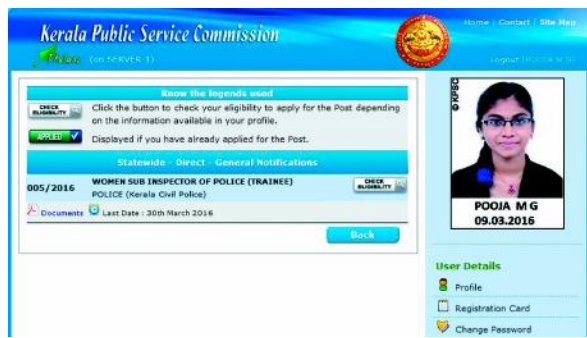 Kerala Public Service Commission
Home | Contact | Site Map
(on SERVER 1)
Know the legends used
CHECK ELIGIBILITY
Click the button to check your eligibility to apply for the Post depending
on the information available in your profile.
APPLIED
Displayed if you have already applied for the Post.
Statewide - Direct - General Notifications
005/2016
WOMEN SUB INSPECTOR OF POLICE (TRAINEE)
POLICE (Kerala Civil Police)
CHECK ELIGIBILITY
Documents Last Date : 30th March 2016
Back
© KPSC
POOJA M G
09.03.2016
User Details
Profile
Registration Card
Change Password